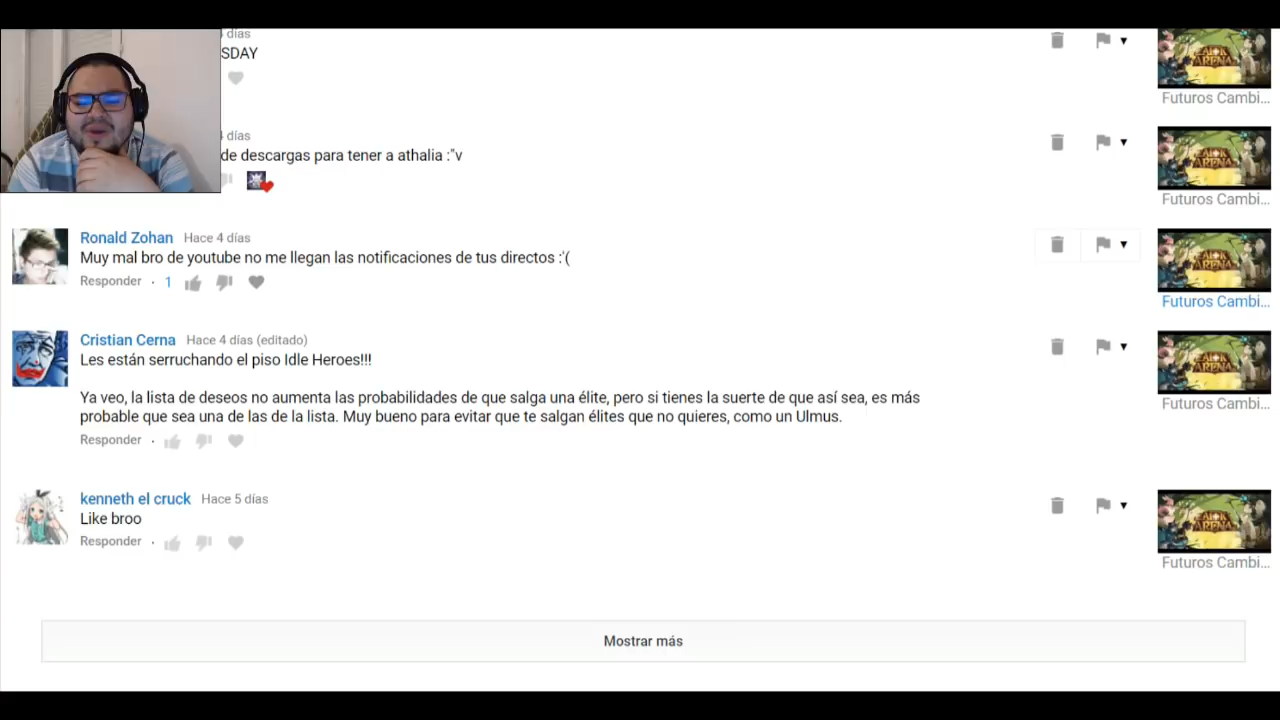 días
SDAY
días
de descargas para tener a athalia :"v
Ronald Zohan Hace 4 días
Muy mal bro de youtube no me llegan las notificaciones de tus directos :'(
Responder · 1
Futuros Cambi...
Futuros Cambi...
Futuros Cambi...
Cristian Cerna Hace 4 días (editado)
Les están serruchando el piso Idle Heroes!!!
Ya veo, la lista de deseos no aumenta las probabilidades de que salga una élite, pero si tienes la suerte de que así sea, es más
probable que sea una de las de la lista. Muy bueno para evitar que te salgan élites que no quieres, como un Ulmus.
Responder ·
Futuros Cambi...
kenneth el cruck Hace 5 días
Like broo
Responder ·
Futuros Cambi...
Mostrar más